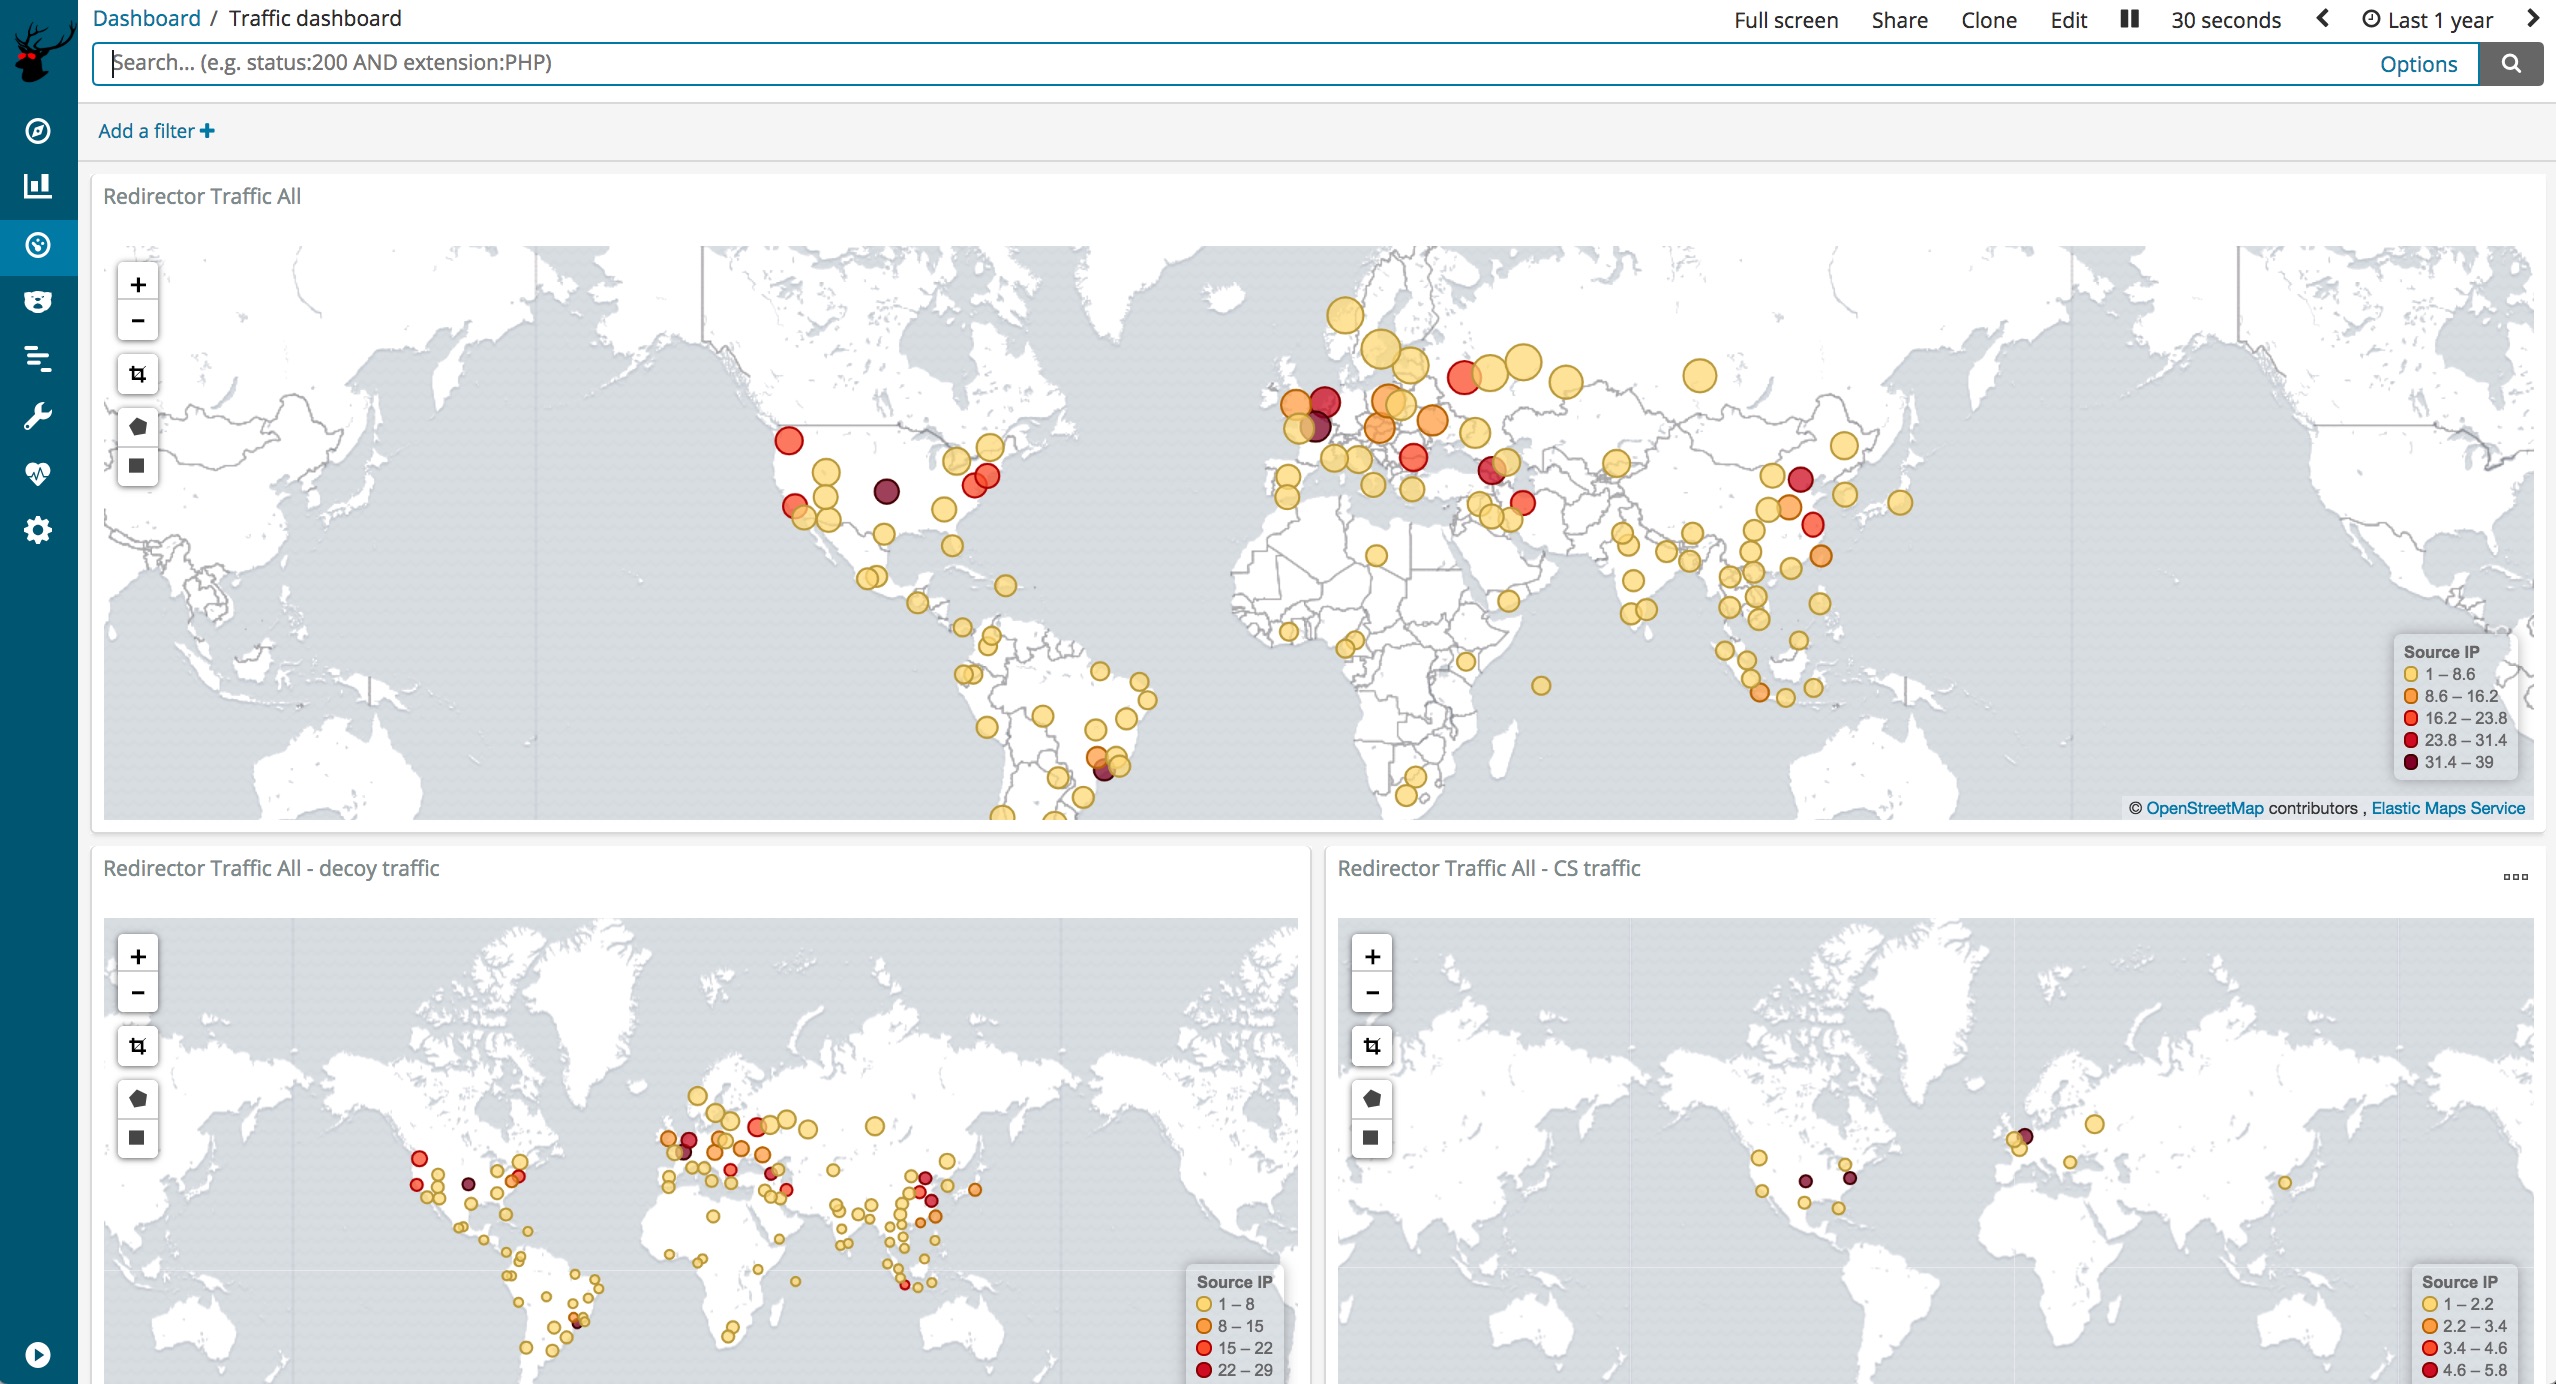 Dashboard / Traffic dashboard
Full screen Share Clone Edit 30 seconds Last 1 year
Search... (e.g. status:200 AND extension:PHP)
Options
Add a filter +
Redirector Traffic All
+
−
Source IP
1 – 8.6
8.6 – 16.2
16.2 – 23.8
23.8 – 31.4
31.4 – 39
© OpenStreetMap contributors , Elastic Maps Service
Redirector Traffic All - decoy traffic
+
−
Source IP
1 – 8
8 – 15
15 – 22
22 – 29
Redirector Traffic All - CS traffic
+
−
Source IP
1 – 2.2
2.2 – 3.4
3.4 – 4.6
4.6 – 5.8